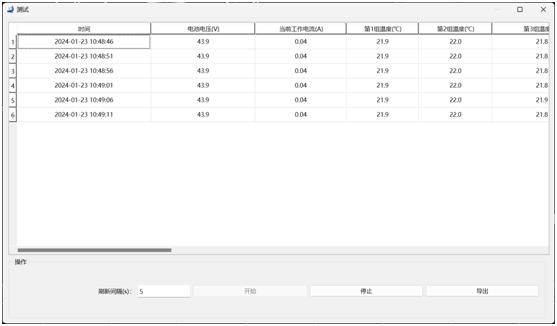 测试
时间 电池电压(V) 当前工作电流(A) 第1组温度(℃) 第2组温度(℃) 第3组温度
1 2024-01-23 10:48:46 43.9 0.04 21.9 22.0 21.8
2 2024-01-23 10:48:51 43.9 0.04 21.9 22.0 21.8
3 2024-01-23 10:48:56 43.9 0.04 21.9 22.0 21.8
4 2024-01-23 10:49:01 43.9 0.04 21.9 22.0 21.8
5 2024-01-23 10:49:06 43.9 0.04 21.9 22.0 21.9
6 2024-01-23 10:49:11 43.9 0.04 21.9 22.0 21.8
操作
刷新间隔(s): 5 开始 停止 导出